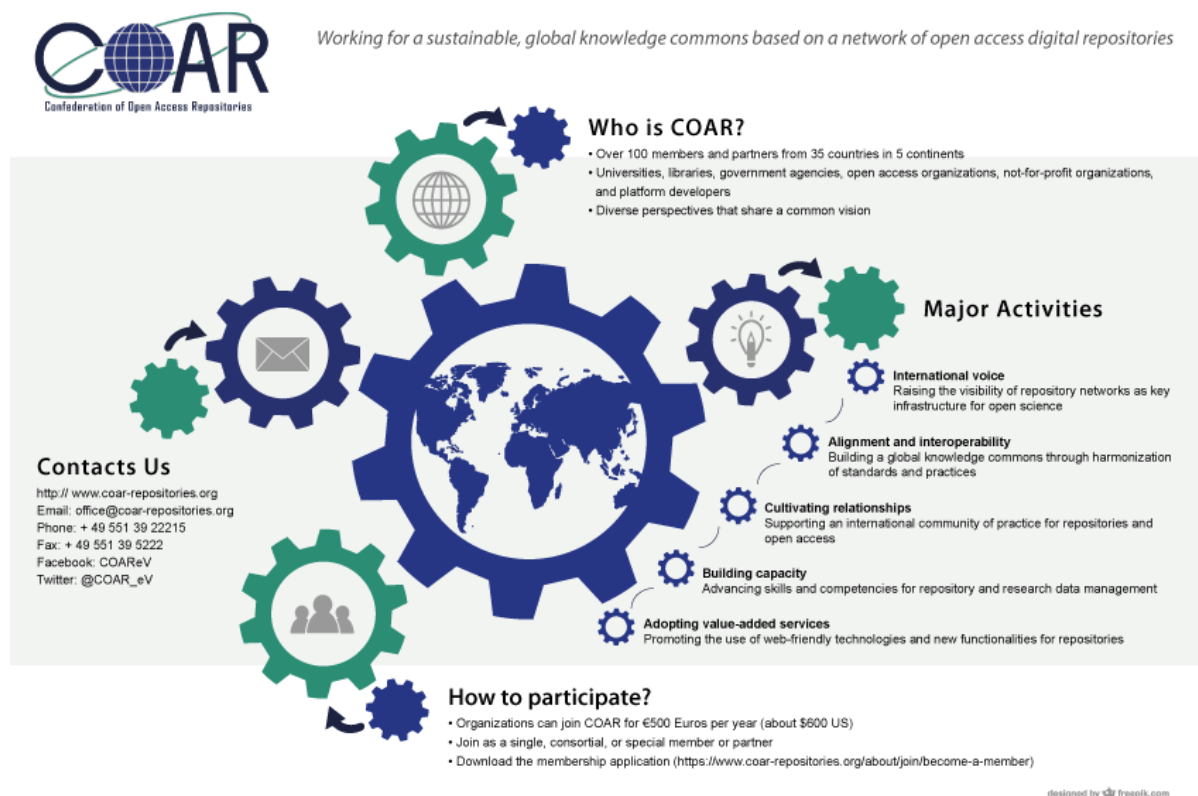 COAR
Confederation of Open Access Repositories
Working for a sustainable, global knowledge commons based on a network of open access digital repositories
Who is COAR?
• Over 100 members and partners from 35 countries in 5 continents
• Universities, libraries, government agencies, open access organizations, not-for-profit organizations,
and platform developers
• Diverse perspectives that share a common vision
Major Activities
International voice
Raising the visibility of repository networks as key
infrastructure for open science
Alignment and interoperability
Building a global knowledge commons through harmonization
of standards and practices
Cultivating relationships
Supporting an international community of practice for repositories and
open access
Building capacity
Advancing skills and competencies for repository and research data management
Adopting value-added services
Promoting the use of web-friendly technologies and new functionalities for repositories
Contacts Us
http:// www.coar-repositories.org
Email: office@coar-repositories.org
Phone: + 49 551 39 22215
Fax: + 49 551 39 5222
Facebook: COAReV
Twitter: @COAR_eV
How to participate?
• Organizations can join COAR for €500 Euros per year (about $600 US)
• Join as a single, consortial, or special member or partner
• Download the membership application (https://www.coar-repositories.org/about/join/become-a-member)
designed by freepik.com